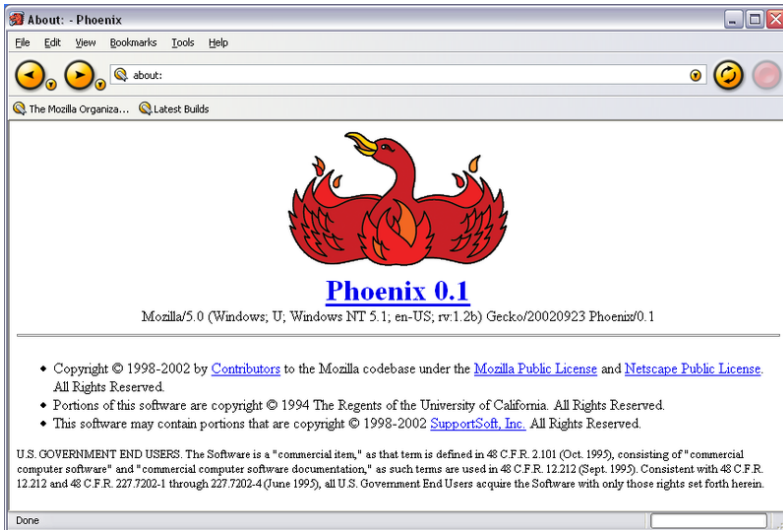 About: - Phoenix
File Edit View Bookmarks Tools Help
about:
The Mozilla Organiza... Latest Builds
Phoenix 0.1
Mozilla/5.0 (Windows; U; Windows NT 5.1; en-US; rv:1.2b) Gecko/20020923 Phoenix/0.1
• Copyright © 1998-2002 by Contributors to the Mozilla codebase under the Mozilla Public License and Netscape Public License.
All Rights Reserved.
• Portions of this software are copyright © 1994 The Regents of the University of California. All Rights Reserved.
• This software may contain portions that are copyright © 1998-2002 SupportSoft, Inc. All Rights Reserved.
U.S. GOVERNMENT END USERS. The Software is a "commercial item," as that term is defined in 48 C.F.R. 2.101 (Oct. 1995), consisting of "commercial
computer software" and "commercial computer software documentation," as such terms are used in 48 C.F.R. 12.212 (Sept. 1995). Consistent with 48 C.F.R.
12.212 and 48 C.F.R. 227.7202-1 through 227.7202-4 (June 1995), all U.S. Government End Users acquire the Software with only those rights set forth herein.
Done